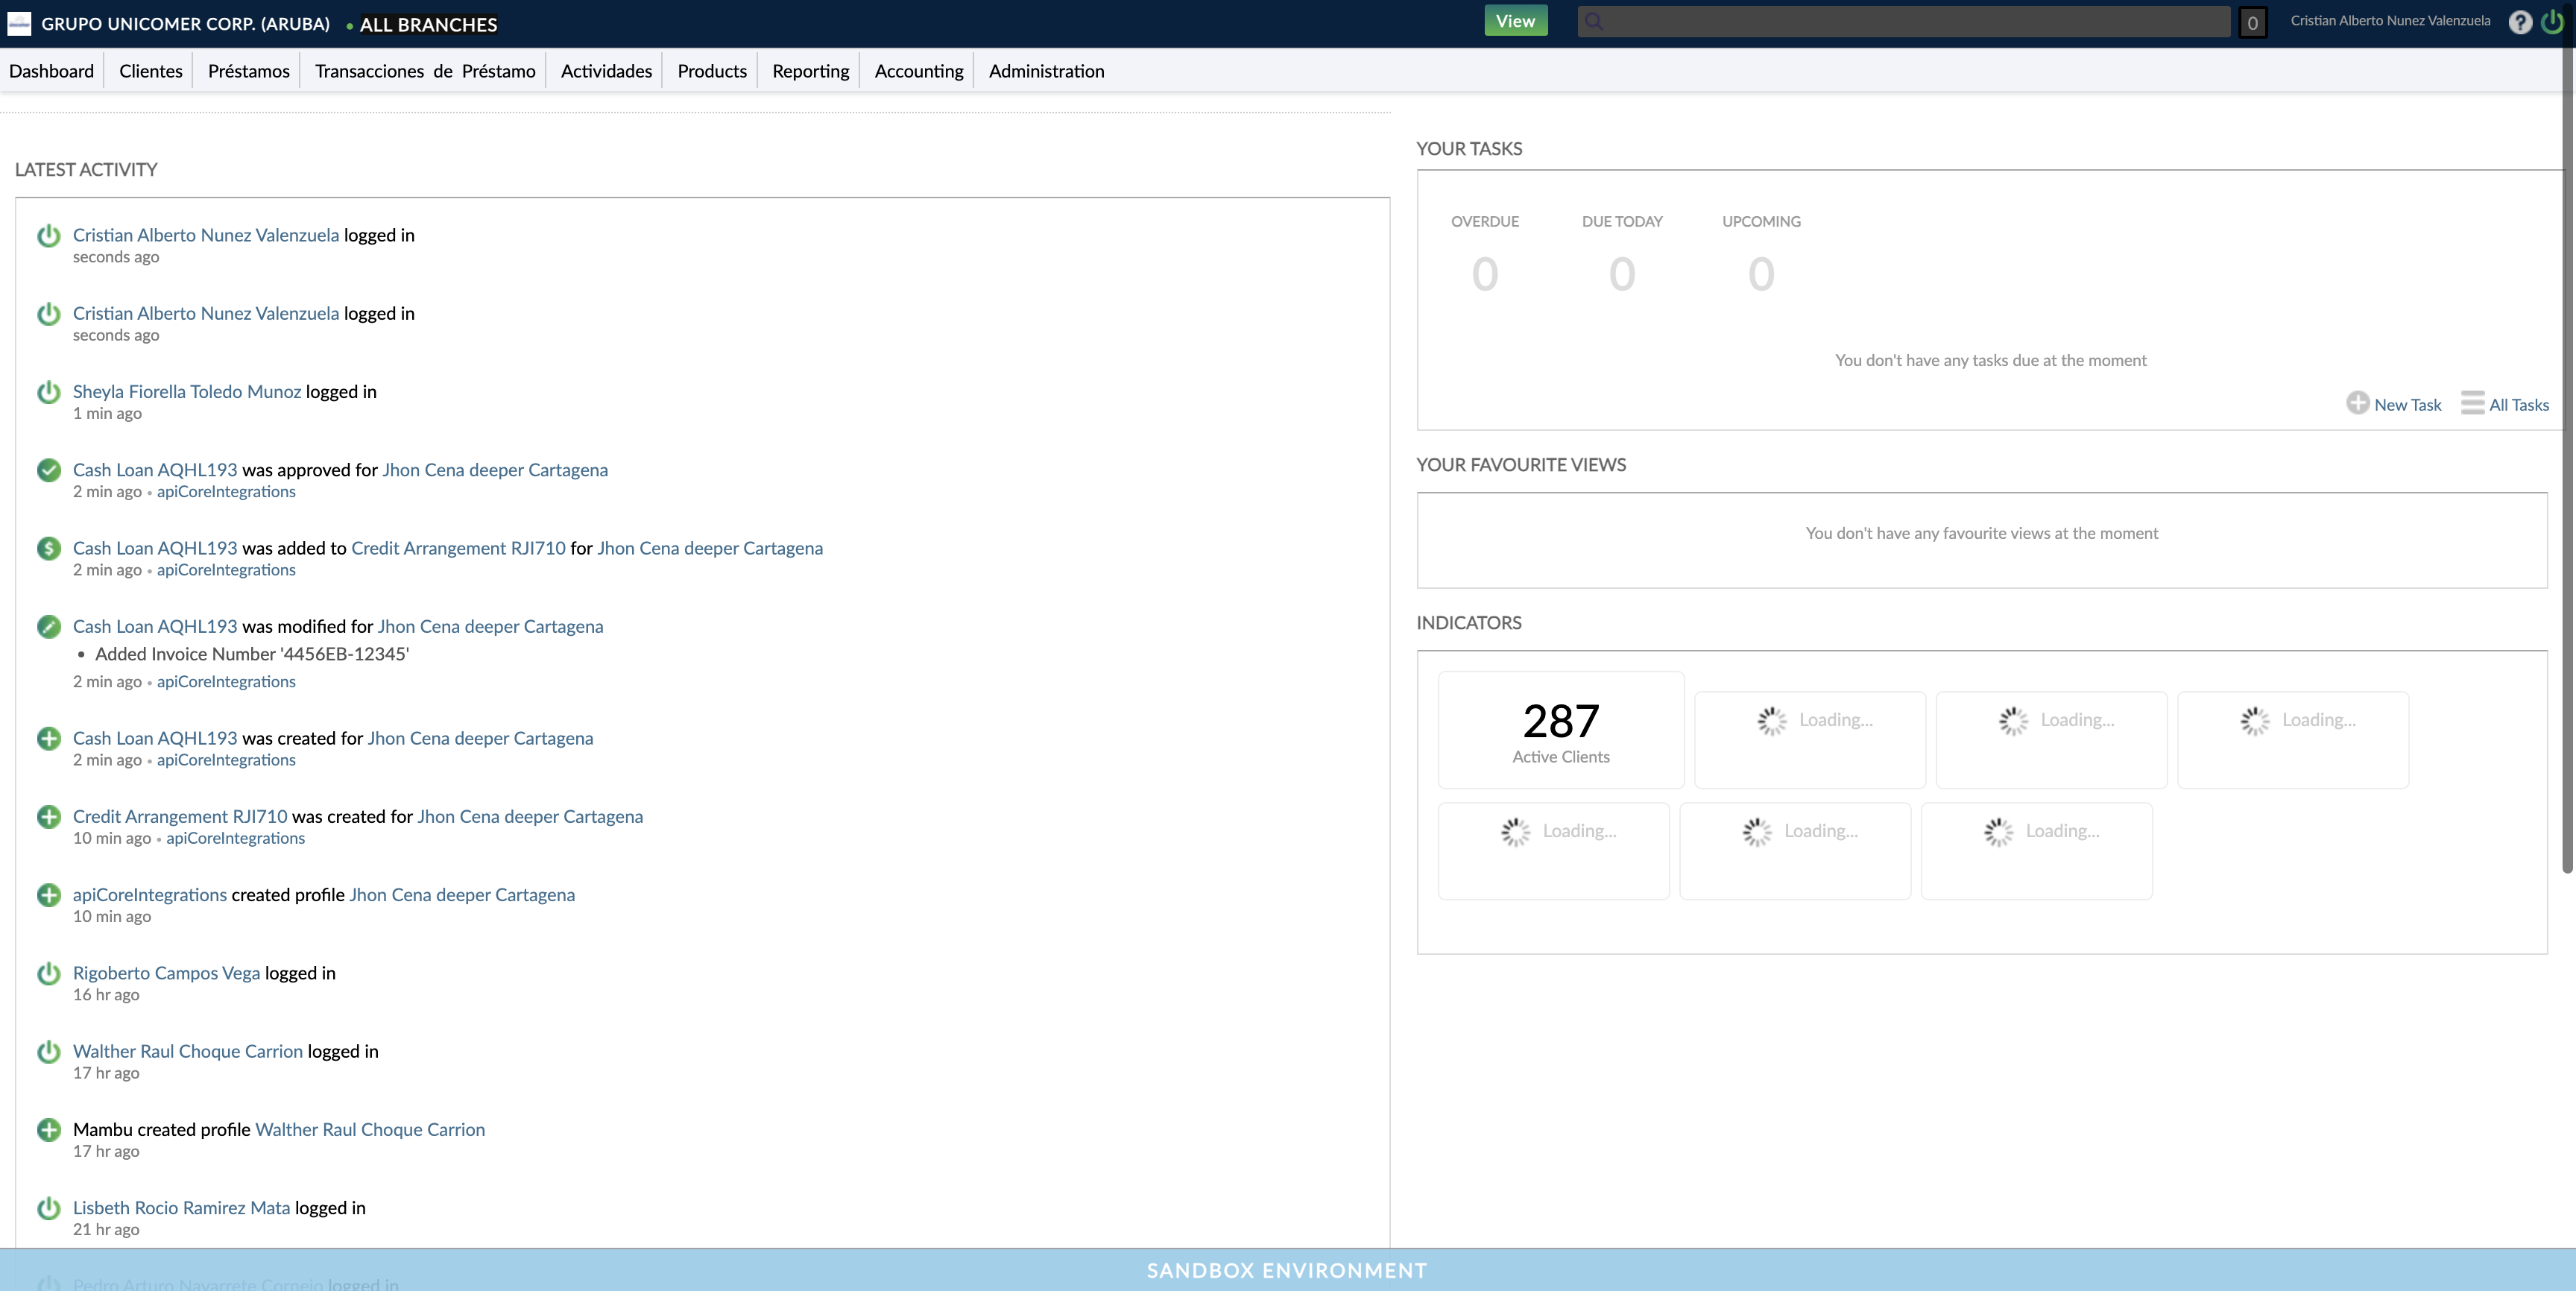 GRUPO UNICOMER CORP. (ARUBA) • ALL BRANCHES
View
0
Cristian Alberto Nunez Valenzuela
?
Dashboard
Clientes
Préstamos
Transacciones de Préstamo
Actividades
Products
Reporting
Accounting
Administration
LATEST ACTIVITY
Cristian Alberto Nunez Valenzuela logged in
seconds ago
Cristian Alberto Nunez Valenzuela logged in
seconds ago
Sheyla Fiorella Toledo Munoz logged in
1 min ago
Cash Loan AQHL193 was approved for Jhon Cena deeper Cartagena
2 min ago • apiCoreIntegrations
Cash Loan AQHL193 was added to Credit Arrangement RJI710 for Jhon Cena deeper Cartagena
2 min ago • apiCoreIntegrations
Cash Loan AQHL193 was modified for Jhon Cena deeper Cartagena
• Added Invoice Number '4456EB-12345'
2 min ago • apiCoreIntegrations
Cash Loan AQHL193 was created for Jhon Cena deeper Cartagena
2 min ago • apiCoreIntegrations
Credit Arrangement RJI710 was created for Jhon Cena deeper Cartagena
10 min ago • apiCoreIntegrations
apiCoreIntegrations created profile Jhon Cena deeper Cartagena
10 min ago
Rigoberto Campos Vega logged in
16 hr ago
Walther Raul Choque Carrion logged in
17 hr ago
Mambu created profile Walther Raul Choque Carrion
17 hr ago
Lisbeth Rocio Ramirez Mata logged in
21 hr ago
Pedro Arturo Navarrete Cornejo logged in
YOUR TASKS
OVERDUE
DUE TODAY
UPCOMING
0
0
0
You don't have any tasks due at the moment
New Task
All Tasks
YOUR FAVOURITE VIEWS
You don't have any favourite views at the moment
INDICATORS
287
Active Clients
Loading...
Loading...
Loading...
Loading...
Loading...
Loading...
SANDBOX ENVIRONMENT